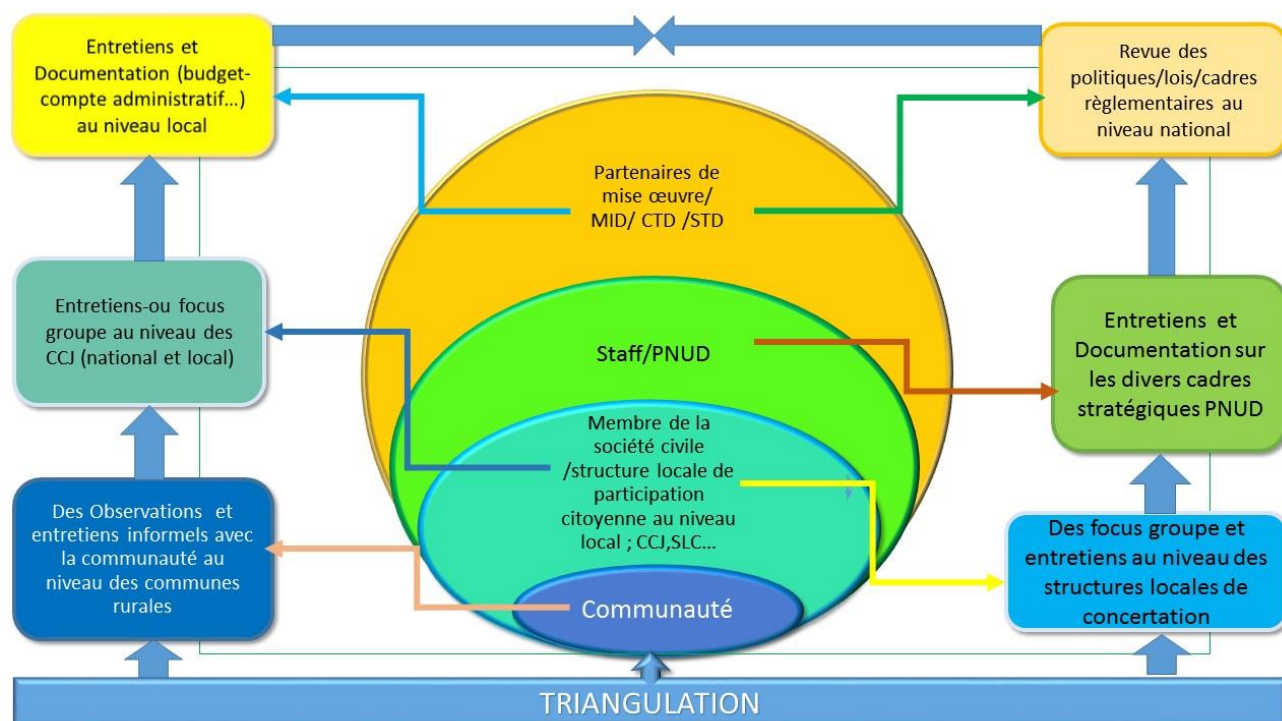 Entretiens et
Documentation (budget-
compte administratif…)
au niveau local
Revue des
politiques/lois/cadres
règlementaires au
niveau national
Partenaires de
mise œuvre/
MID/ CTD /STD
Entretiens-ou focus
groupe au niveau des
CCJ (national et local)
Staff/PNUD
Entretiens et
Documentation sur
les divers cadres
stratégiques PNUD
Membre de la
société civile
/structure locale de
participation
citoyenne au niveau
local ; CCJ,SLC...
Des Observations et
entretiens informels avec
la communauté au
niveau des communes
rurales
Des focus groupe et
entretiens au niveau des
structures locales de
concertation
Communauté
TRIANGULATION